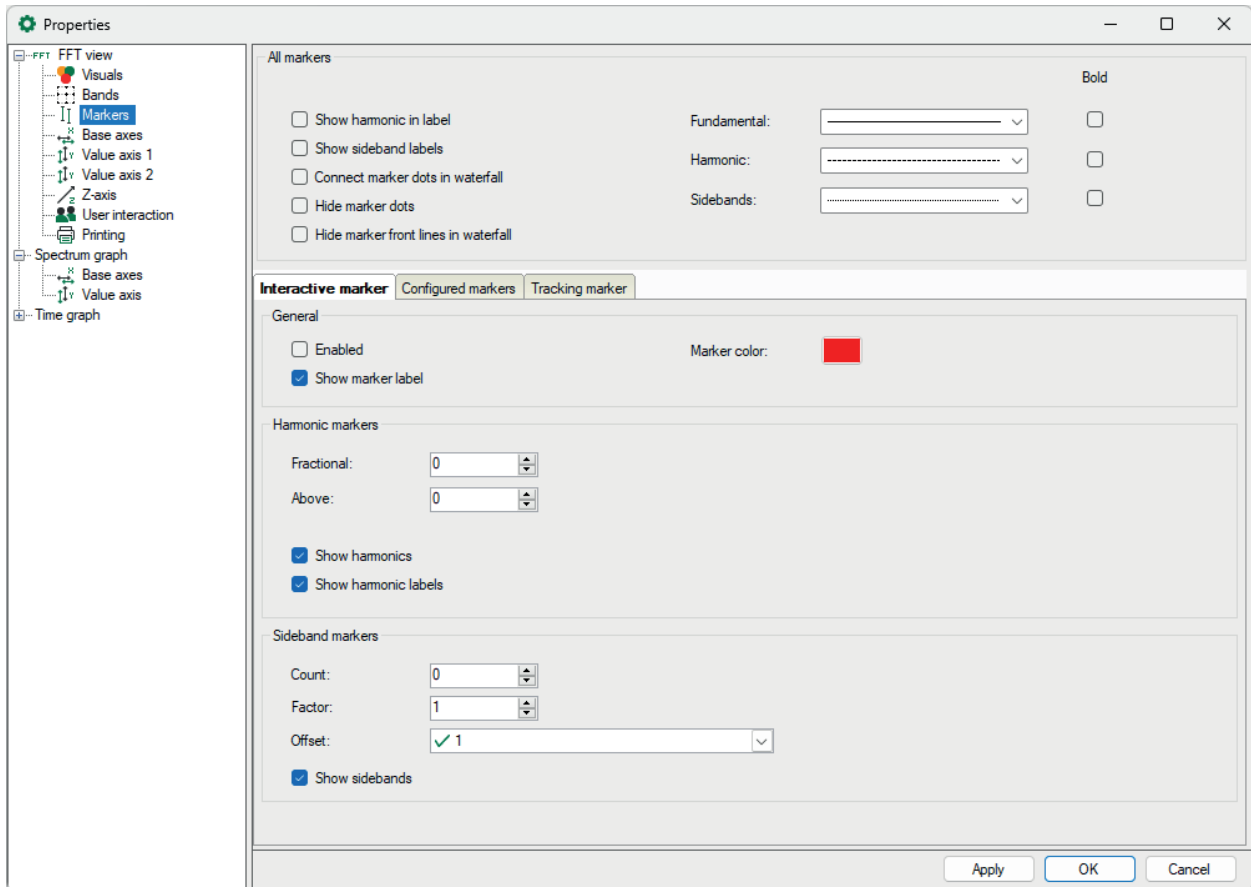 Properties
FFT FFT view
Visuals
Bands
Markers
X Base axes
Y Value axis 1
Y Value axis 2
Z Z-axis
User interaction
Printing
Spectrum graph
X Base axes
Y Value axis
Time graph
All markers
Bold
Show harmonic in label
Fundamental:
Show sideband labels
Harmonic:
Connect marker dots in waterfall
Sidebands:
Hide marker dots
Hide marker front lines in waterfall
Interactive marker Configured markers Tracking marker
General
Enabled
Marker color:
Show marker label
Harmonic markers
Fractional: 0
Above: 0
Show harmonics
Show harmonic labels
Sideband markers
Count: 0
Factor: 1
Offset: 1
Show sidebands
Apply OK Cancel